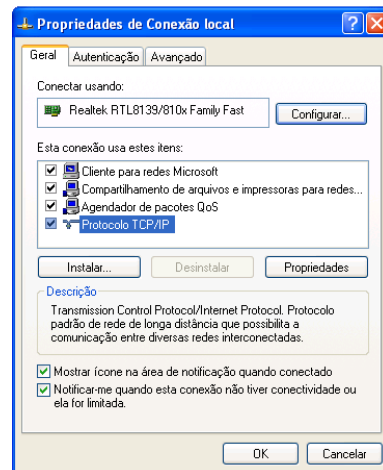 Propriedades de Conexão local
Geral Autenticação Avançado
Conectar usando:
Realtek RTL8139/810x Family Fast Configurar...
Esta conexão usa estes itens:
Cliente para redes Microsoft
Compartilhamento de arquivos e impressoras para redes...
Agendador de pacotes QoS
Protocolo TCP/IP
Instalar... Desinstalar Propriedades
Descrição
Transmission Control Protocol/Internet Protocol. Protocolo
padrão de rede de longa distância que possibilita a
comunicação entre diversas redes interconectadas.
Mostrar ícone na área de notificação quando conectado
Notificar-me quando esta conexão não tiver conectividade ou
ela for limitada.
OK Cancelar